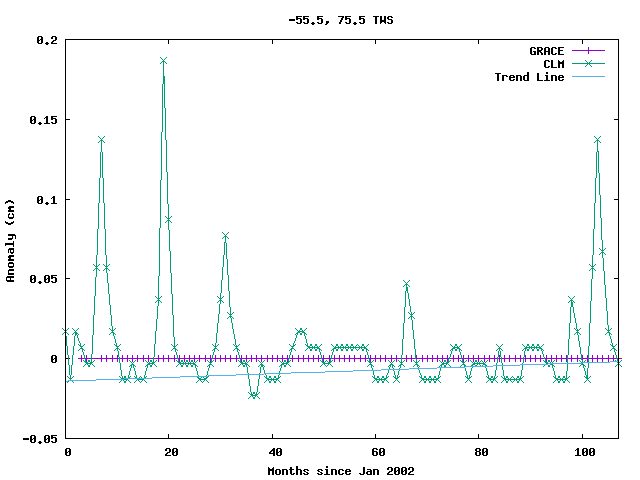 -55.5, 75.5 TWS
GRACE
CLM
Trend Line
0.2
0.15
0.1
0.05
0
-0.05
Anomaly (cm)
0 20 40 60 80 100
Months since Jan 2002